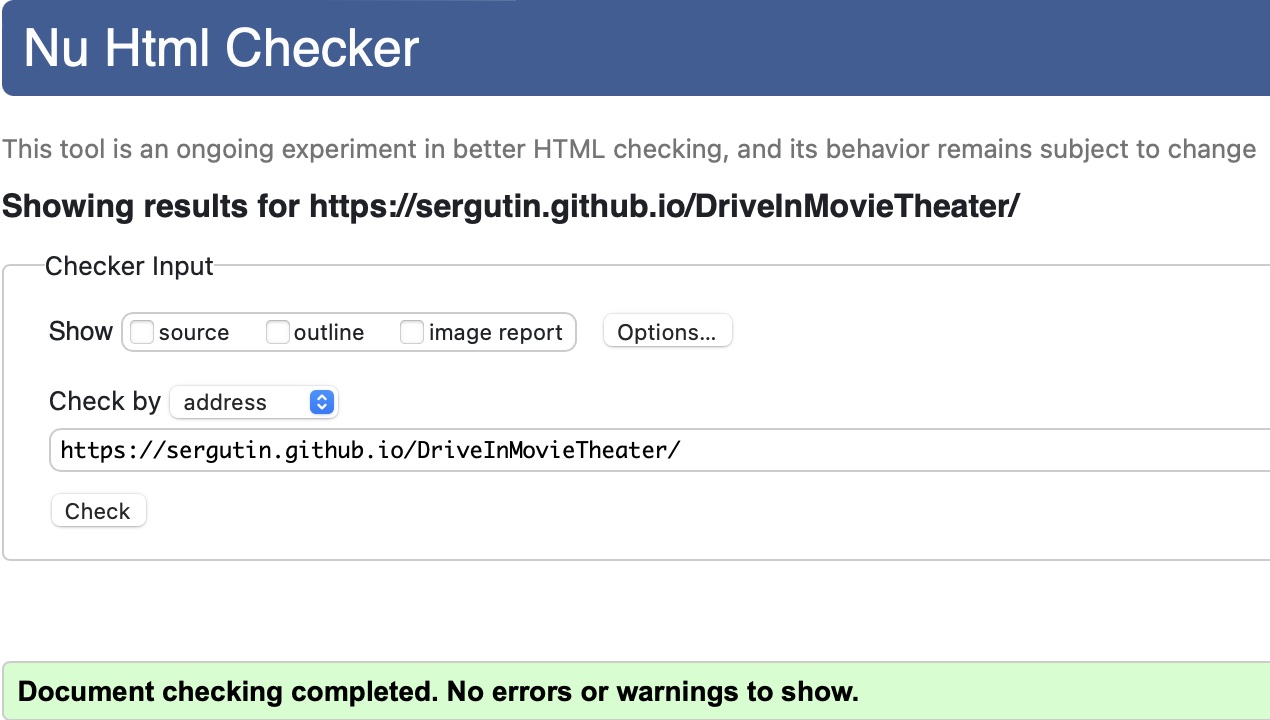 Nu Html Checker
This tool is an ongoing experiment in better HTML checking, and its behavior remains subject to change
Showing results for https://sergutin.github.io/DriveInMovieTheater/
Checker Input
Show source outline image report Options...
Check by address
https://sergutin.github.io/DriveInMovieTheater/
Check
Document checking completed. No errors or warnings to show.